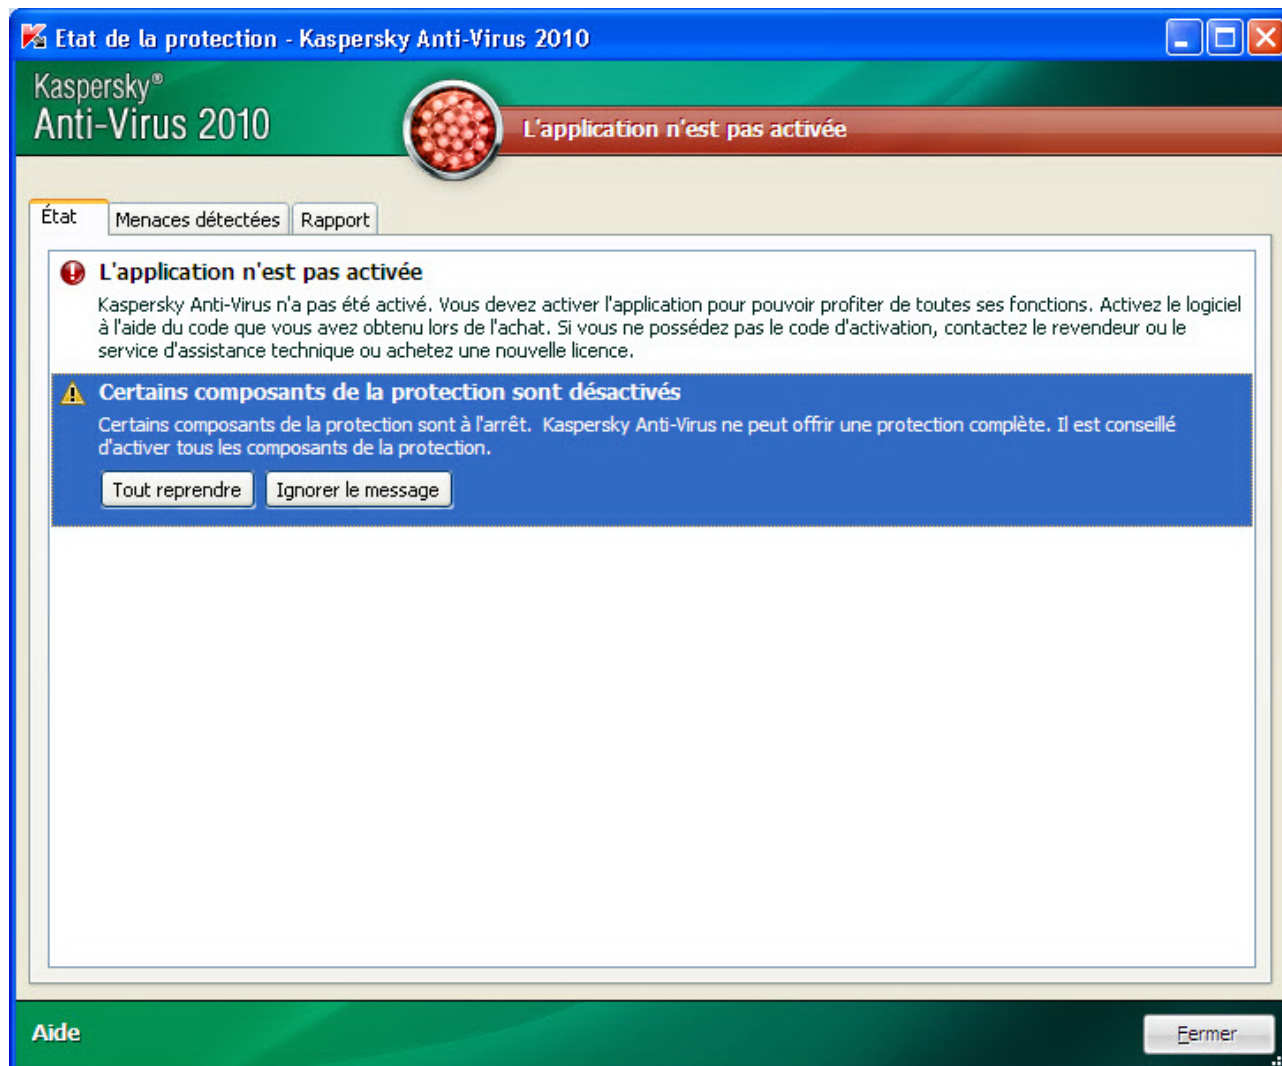 Etat de la protection - Kaspersky Anti-Virus 2010
Kaspersky®
Anti-Virus 2010
L'application n'est pas activée
État
Menaces détectées
Rapport
L'application n'est pas activée
Kaspersky Anti-Virus n'a pas été activé. Vous devez activer l'application pour pouvoir profiter de toutes ses fonctions. Activez le logiciel
à l'aide du code que vous avez obtenu lors de l'achat. Si vous ne possédez pas le code d'activation, contactez le revendeur ou le
service d'assistance technique ou achetez une nouvelle licence.
Certains composants de la protection sont désactivés
Certains composants de la protection sont à l'arrêt. Kaspersky Anti-Virus ne peut offrir une protection complète. Il est conseillé
d'activer tous les composants de la protection.
Tout reprendre
Ignorer le message
Aide
Fermer